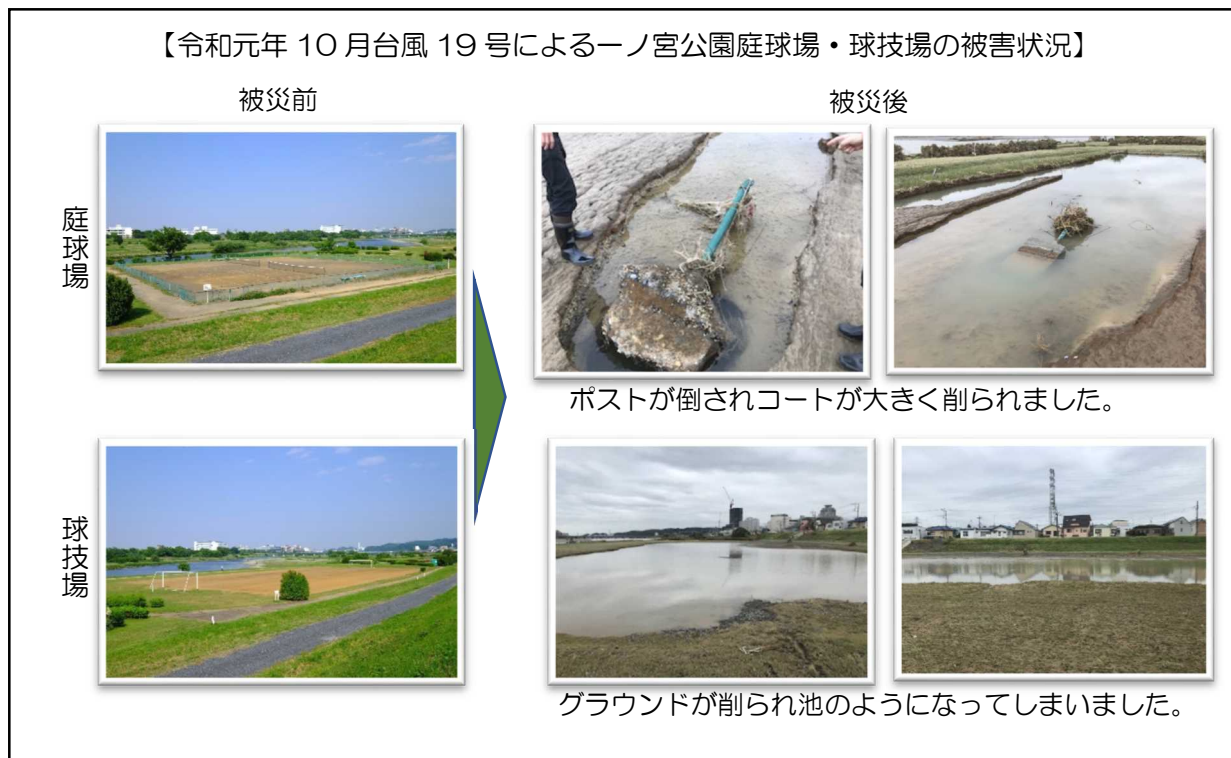 【令和元年 10 月台風 19 号による一ノ宮公園庭球場・球技場の被害状況】
被災前
被災後
庭球場
ポストが倒されコートが大きく削られました。
球技場
グラウンドが削られ池のようになってしまいました。